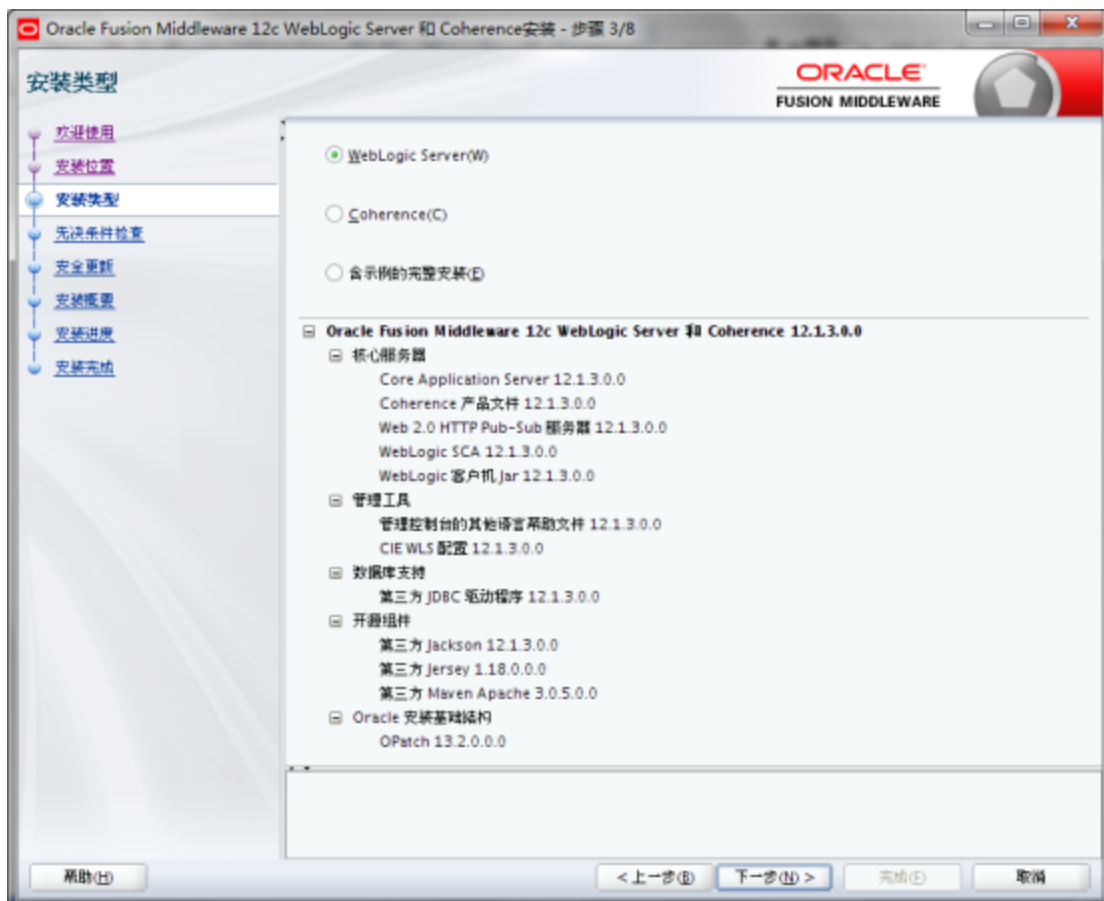 Oracle Fusion Middleware 12c WebLogic Server 和 Coherence安装 - 步骤 3/8
安装类型
ORACLE
FUSION MIDDLEWARE
欢迎使用
安装位置
安装类型
先决条件检查
安全更新
安装概要
安装进度
安装完成
WebLogic Server(W)
Coherence(C)
含示例的完整安装(E)
Oracle Fusion Middleware 12c WebLogic Server 和 Coherence 12.1.3.0.0
核心服务器
Core Application Server 12.1.3.0.0
Coherence 产品文件 12.1.3.0.0
Web 2.0 HTTP Pub-Sub 服务器 12.1.3.0.0
WebLogic SCA 12.1.3.0.0
WebLogic 客户机 Jar 12.1.3.0.0
管理工具
管理控制台的其他语言帮助文件 12.1.3.0.0
CIE WLS 配置 12.1.3.0.0
数据库支持
第三方 JDBC 驱动程序 12.1.3.0.0
开源组件
第三方 Jackson 12.1.3.0.0
第三方 Jersey 1.18.0.0.0
第三方 Maven Apache 3.0.5.0.0
Oracle 安装基础结构
OPatch 13.2.0.0.0
帮助(H)
<上一步(B)
下一步(N) >
完成(F)
取消